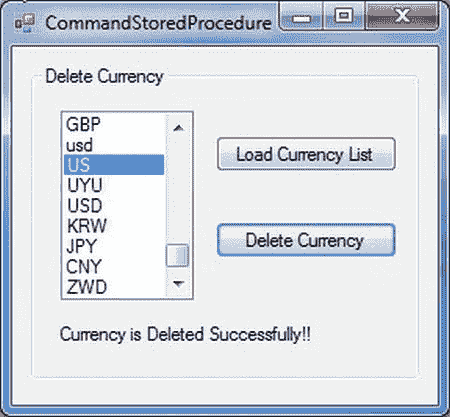 CommandStoredProcedure
Delete Currency
GBP
usd
US
UYU
USD
KRW
JPY
CNY
ZWD
Load Currency List
Delete Currency
Currency is Deleted Successfully!!